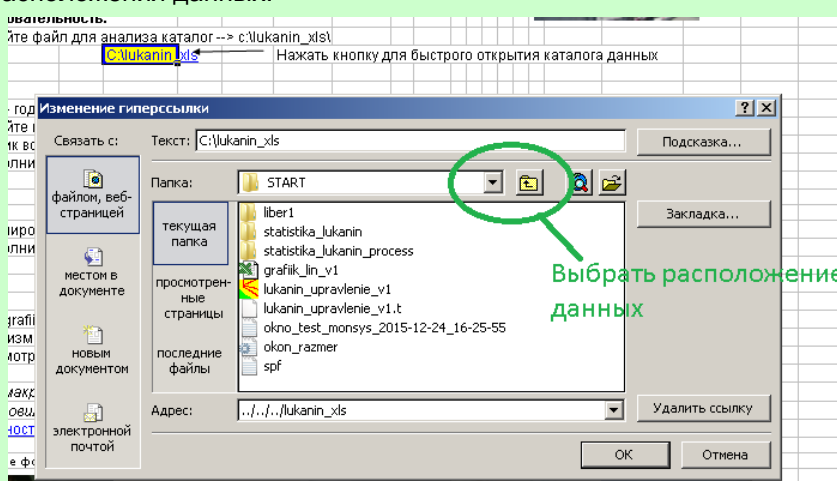 овательность.
йте файл для анализа каталог --> c:\lukanin_xls\
C:\lukanin_xls
Нажать кнопку для быстрого открытия каталога данных
Изменение гиперссылки
Связать с:
Текст: C:\lukanin_xls
Подсказка...
файлом, веб-
страницей
местом в
документе
новым
документом
электронной
почтой
Папка: START
текущая
папка
просмотрен-
ные
страницы
последние
файлы
liber1
statistika_lukanin
statistika_lukanin_process
grafiik_lin_v1
lukanin_upravlenie_v1
lukanin_upravlenie_v1.t
okno_test_monsys_2015-12-24_16-25-55
okon_razmer
spf
Закладка...
Выбрать расположение
данных
Адрес: ../../../lukanin_xls
Удалить ссылку
OK
Отмена